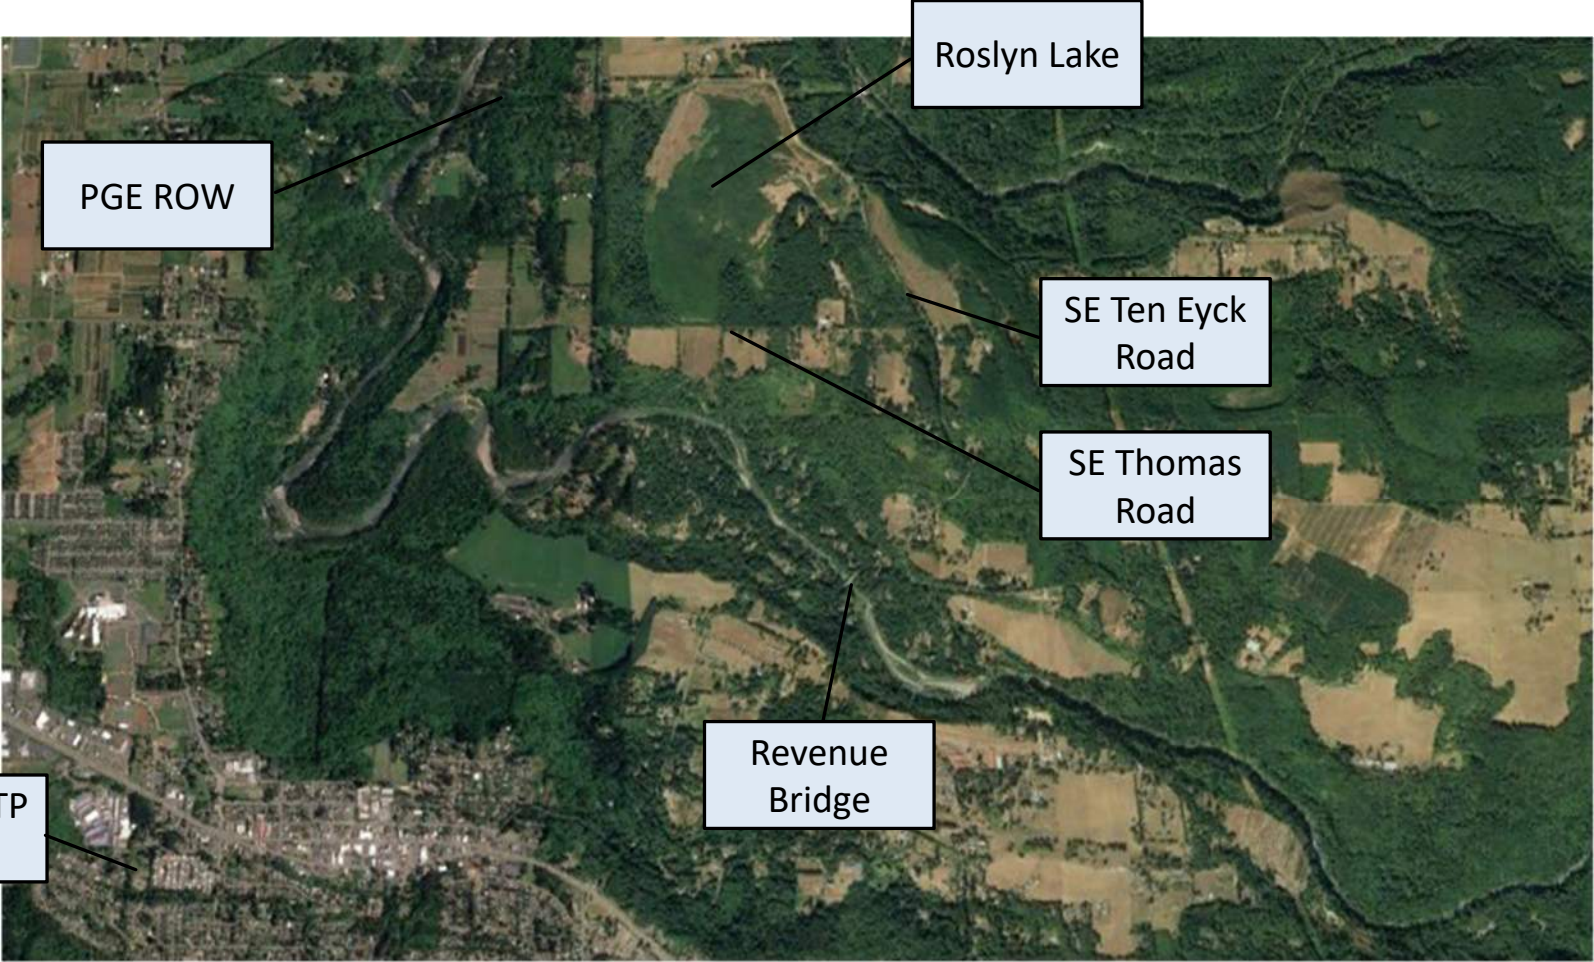 Roslyn Lake
PGE ROW
SE Ten Eyck
Road
SE Thomas
Road
Revenue
Bridge
TP